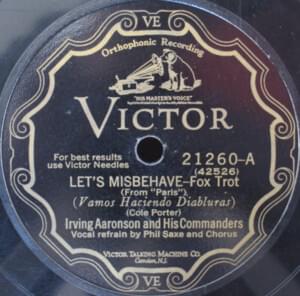 VE
Orthophonic Recording
"HIS MASTER'S VOICE"
VICTOR
For best results
use Victor Needles
21260-A
(42526)
LET'S MISBEHAVE–Fox Trot
(From "Paris")
(Vamos Haciendo Diabluras)
(Cole Porter)
Irving Aaronson and His Commanders
Vocal refrain by Phil Saxe and Chorus
VICTOR TALKING MACHINE CO.
Camden, N.J.
VE